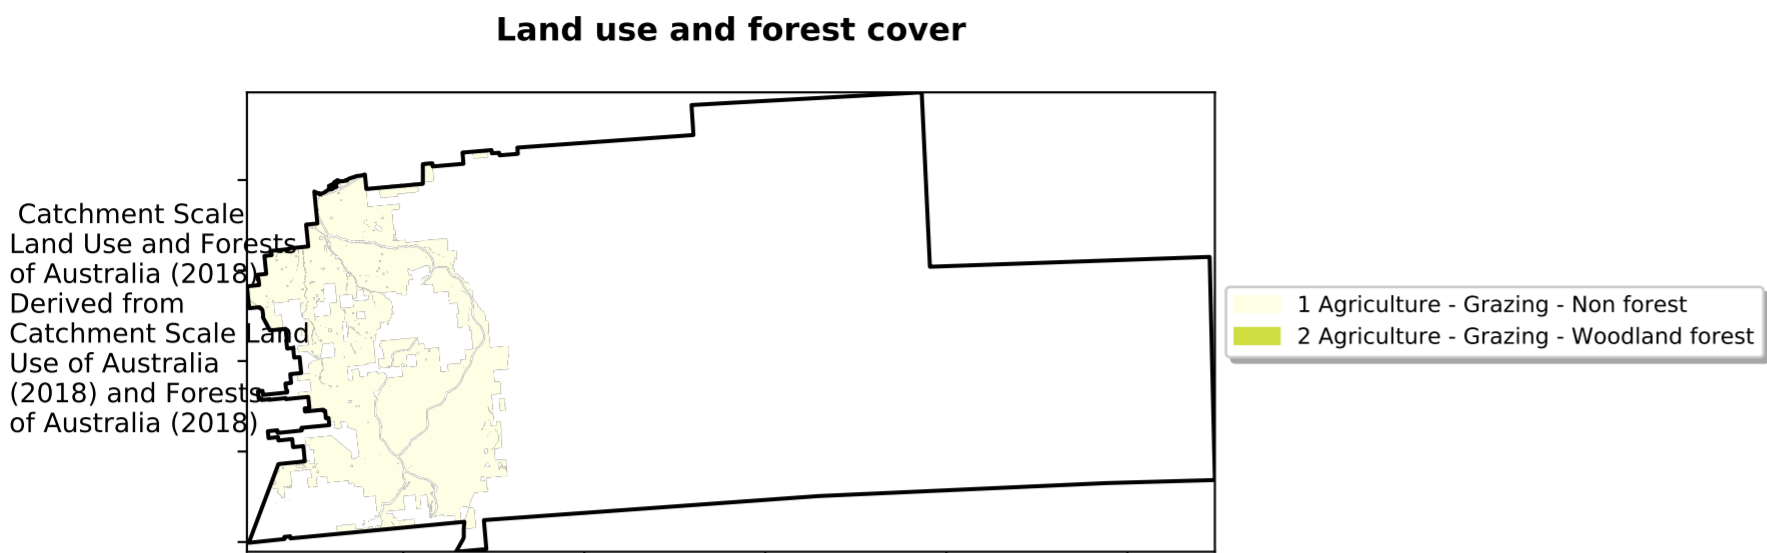 Land use and forest cover
Catchment Scale
Land Use and Forests
of Australia (2018)
Derived from
Catchment Scale Land
Use of Australia
(2018) and Forests
of Australia (2018)
1 Agriculture - Grazing - Non forest
2 Agriculture - Grazing - Woodland forest